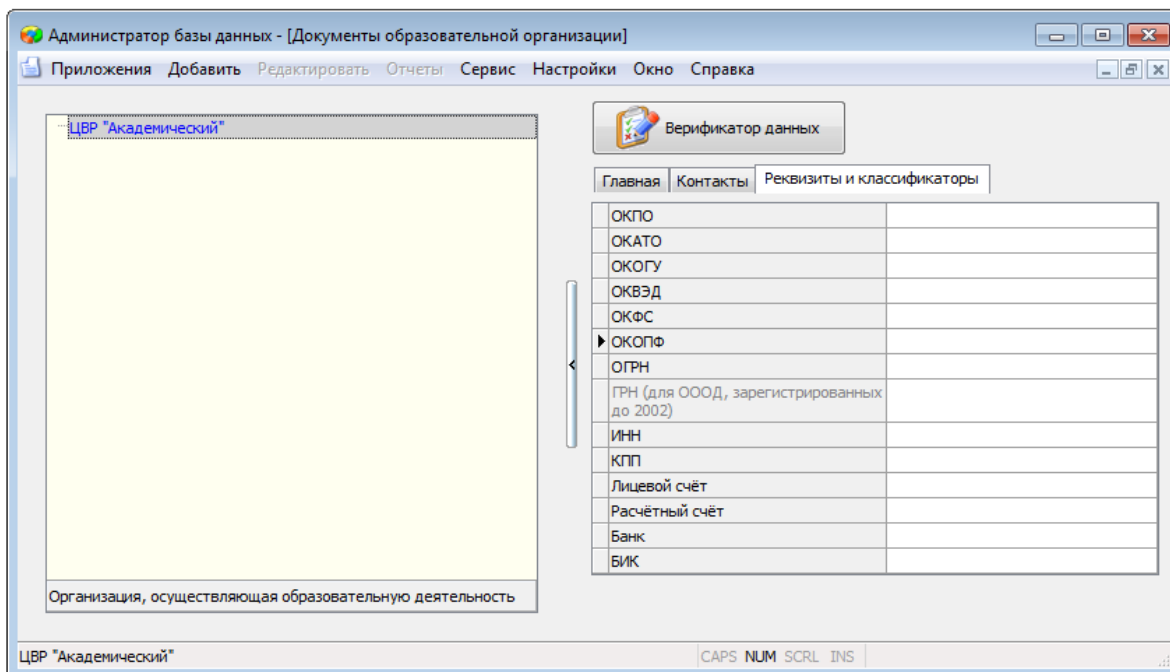 Администратор базы данных - [Документы образовательной организации]
Приложения Добавить Редактировать Отчеты Сервис Настройки Окно Справка
ЦВР "Академический"
Организация, осуществляющая образовательную деятельность
Верификатор данных
Главная Контакты Реквизиты и классификаторы
ОКПО
ОКАТО
ОКОГУ
ОКВЭД
ОКФС
ОКОПФ
ОГРН
ГРН (для ОООД, зарегистрированных
до 2002)
ИНН
КПП
Лицевой счёт
Расчётный счёт
Банк
БИК
ЦВР "Академический" CAPS NUM SCRL INS